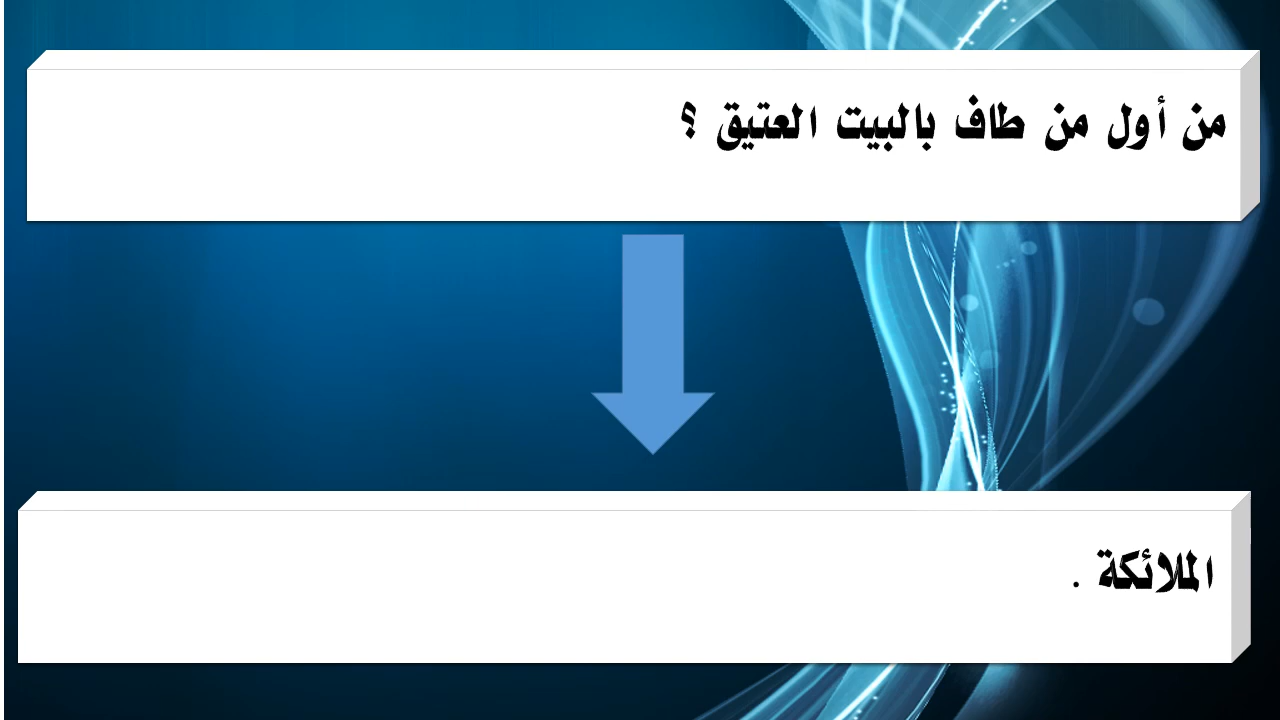 من أول من طاف بالبيت العتيق ؟
الملائكة .